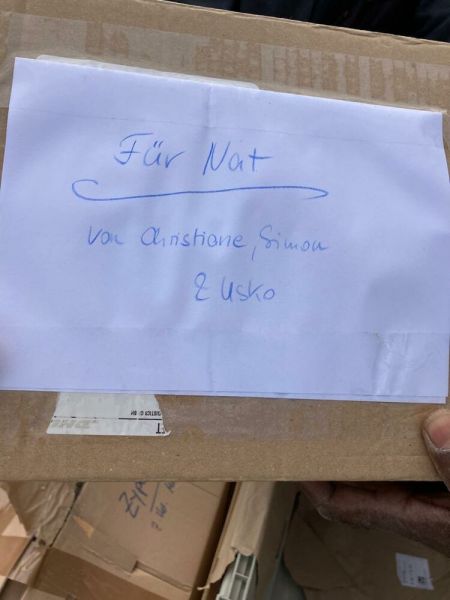 Für Nat
von Christiane, Simon
& Usko